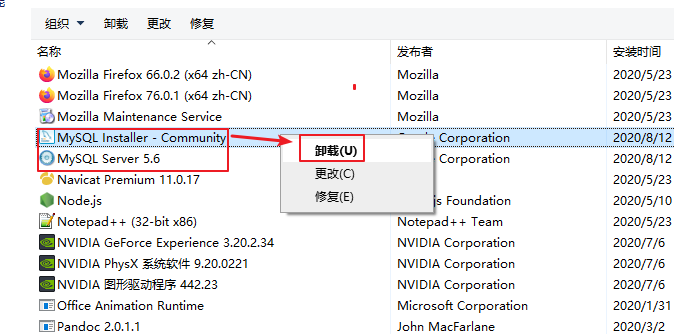 组织 卸载 更改 修复
名称 发布者 安装时间
Mozilla Firefox 66.0.2 (x64 zh-CN) Mozilla 2020/5/23
Mozilla Firefox 76.0.1 (x64 zh-CN) Mozilla 2020/5/23
Mozilla Maintenance Service Mozilla 2020/5/23
MySQL Installer - Community Corporation 2020/8/12
卸载(U)
MySQL Server 5.6 Corporation 2020/8/12
更改(C)
Navicat Premium 11.0.17 2020/5/23
修复(E)
Node.js Node.js Foundation 2020/5/10
Notepad++ (32-bit x86) Notepad++ Team 2020/5/23
NVIDIA GeForce Experience 3.20.2.34 NVIDIA Corporation 2020/7/6
NVIDIA PhysX 系统软件 9.20.0221 NVIDIA Corporation 2020/7/6
NVIDIA 图形驱动程序 442.23 NVIDIA Corporation 2020/7/6
Office Animation Runtime Microsoft Corporation 2020/1/31
Pandoc 2.0.1.1 John MacFarlane 2020/3/2